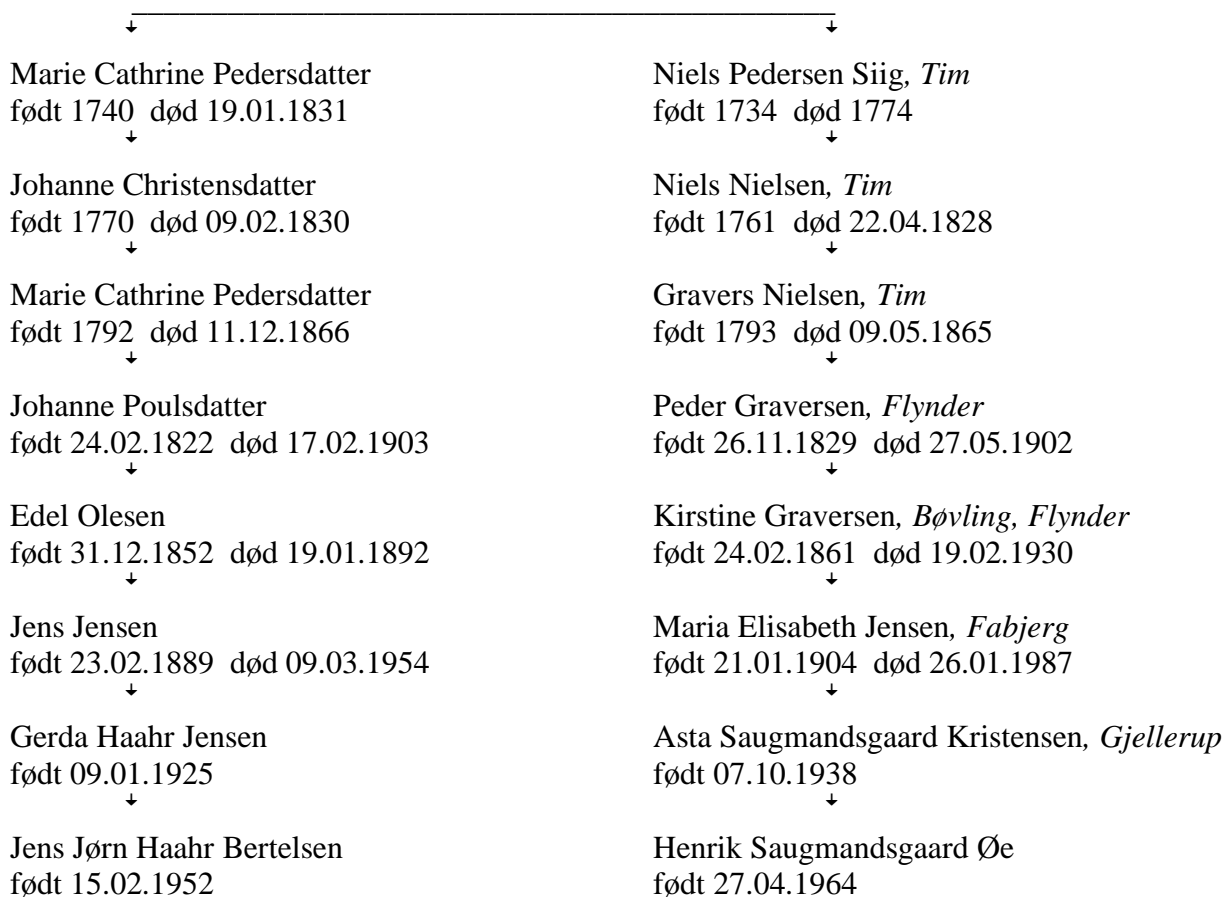 Marie Cathrine Pedersdatter
født 1740 død 19.01.1831
Niels Pedersen Siig, Tim
født 1734 død 1774
Johanne Christensdatter
født 1770 død 09.02.1830
Niels Nielsen, Tim
født 1761 død 22.04.1828
Marie Cathrine Pedersdatter
født 1792 død 11.12.1866
Gravers Nielsen, Tim
født 1793 død 09.05.1865
Johanne Poulsdatter
født 24.02.1822 død 17.02.1903
Peder Graversen, Flynder
født 26.11.1829 død 27.05.1902
Edel Olesen
født 31.12.1852 død 19.01.1892
Kirstine Graversen, Bøvling, Flynder
født 24.02.1861 død 19.02.1930
Jens Jensen
født 23.02.1889 død 09.03.1954
Maria Elisabeth Jensen, Fabjerg
født 21.01.1904 død 26.01.1987
Gerda Haahr Jensen
født 09.01.1925
Asta Saugmandsgaard Kristensen, Gjellerup
født 07.10.1938
Jens Jørn Haahr Bertelsen
født 15.02.1952
Henrik Saugmandsgaard Øe
født 27.04.1964